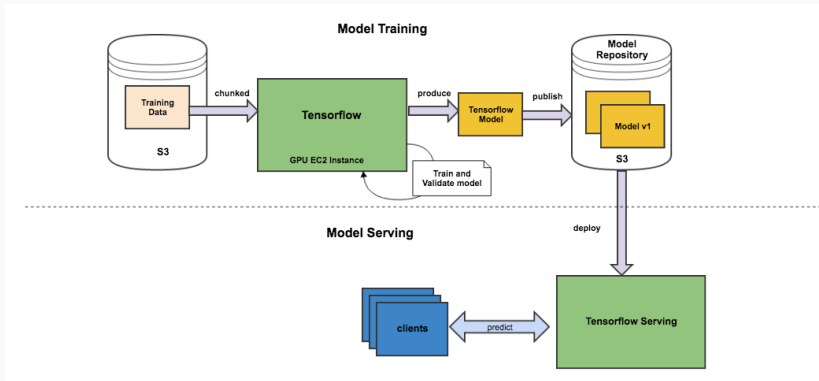 Model Training
Model
Repository
chunked
produce
publish
Training
Data
Tensorflow
Tensorflow
Model
Model v1
S3
GPU EC2 Instance
S3
Train and
Validate model
Model Serving
deploy
clients
predict
Tensorflow Serving